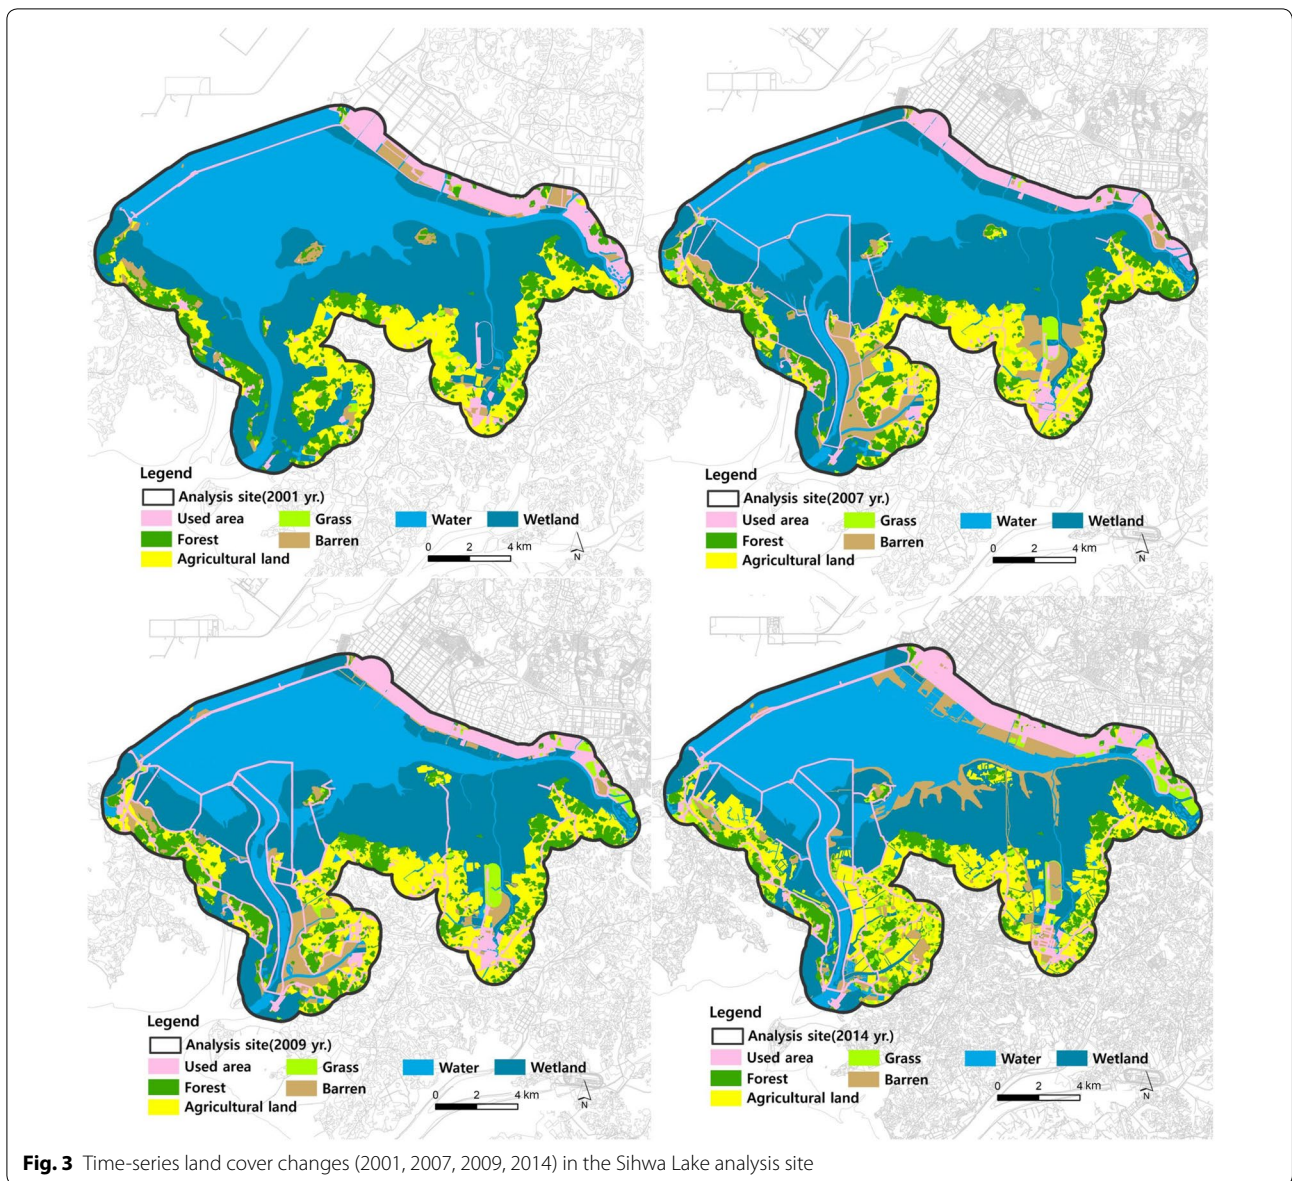 Legend
Analysis site(2001 yr.)
Used area
Grass
Water
Wetland
Forest
Barren
Agricultural land
0 2 4 km
N
Legend
Analysis site(2007 yr.)
Used area
Grass
Water
Wetland
Forest
Barren
Agricultural land
0 2 4 km
N
Legend
Analysis site(2009 yr.)
Used area
Grass
Water
Wetland
Forest
Barren
Agricultural land
0 2 4 km
N
Legend
Analysis site(2014 yr.)
Used area
Grass
Water
Wetland
Forest
Barren
Agricultural land
0 2 4 km
N
Fig. 3 Time-series land cover changes (2001, 2007, 2009, 2014) in the Sihwa Lake analysis site